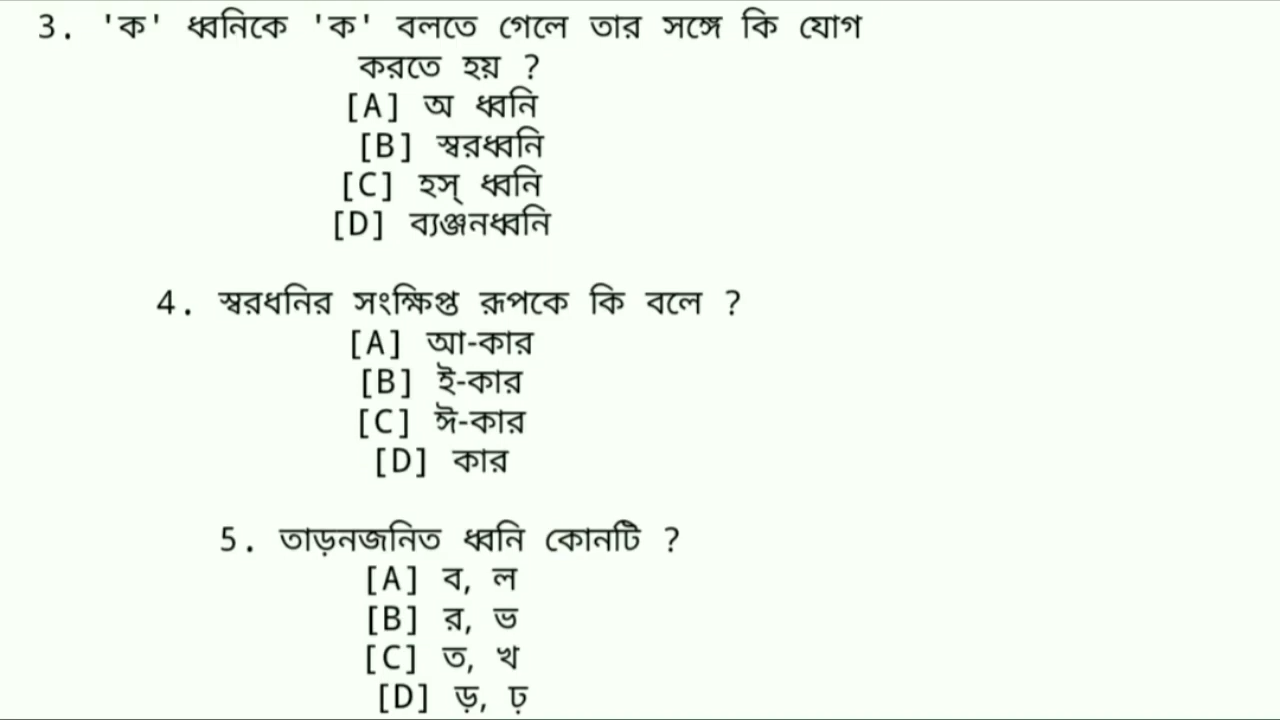 3. 'ক' ধ্বনিকে 'ক' বলতে গেলে তার সঙ্গে কি যোগ
করতে হয় ?
[A] অ ধ্বনি
[B] স্বরধ্বনি
[C] হস্ ধ্বনি
[D] ব্যঞ্জনধ্বনি
4. স্বরধনির সংক্ষিপ্ত রূপকে কি বলে ?
[A] আ-কার
[B] ই-কার
[C] ঈ-কার
[D] কার
5. তাড়নজনিত ধ্বনি কোনটি ?
[A] ব, ল
[B] র, ভ
[C] ত, খ
[D] ড়, ঢ়